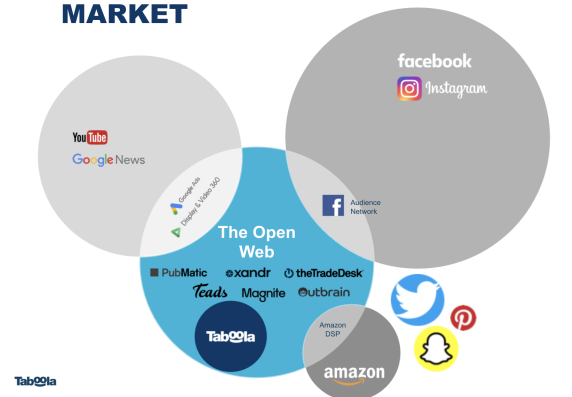 MARKET
facebook
Instagram
YouTube
Google News
Google Ads
Display & Video 360
Audience
Network
The Open
Web
PubMatic
xandr
theTradeDesk
Teads
Magnite
Outbrain
Taboola
Amazon
DSP
amazon
Taboola